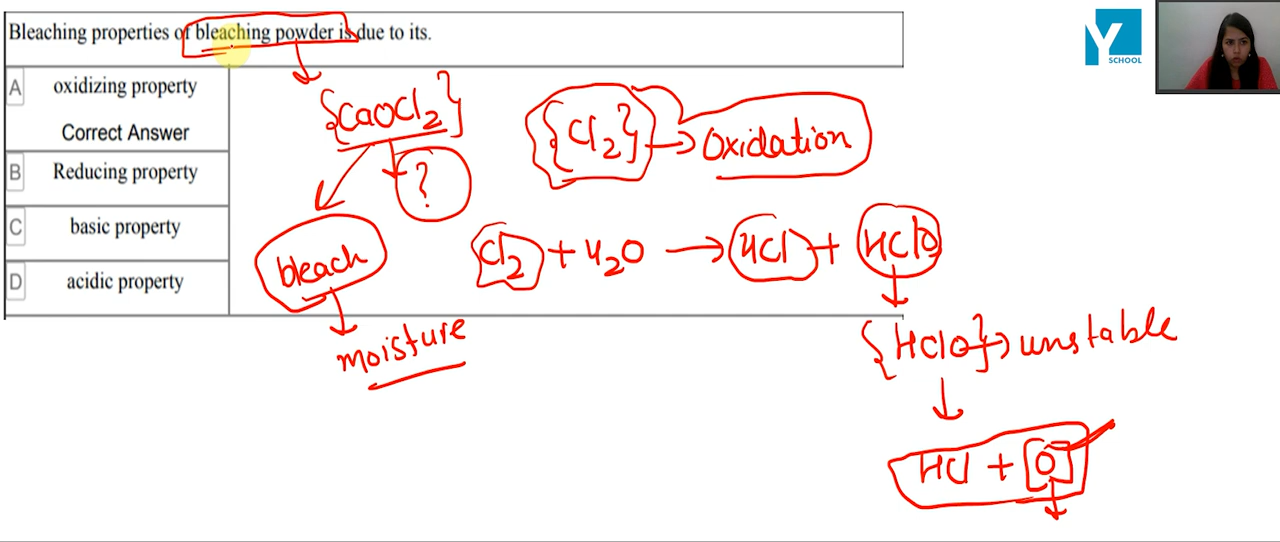 Bleaching properties of bleaching powder is due to its.
A oxidizing property
Correct Answer
B Reducing property
C basic property
D acidic property
{CaOCl2}
?
bleach
moisture
{Cl2} → Oxidation
Cl2 + H2O → HCl + HClO
{HClO} → unstable
HCl + [O]
Y
SCHOOL